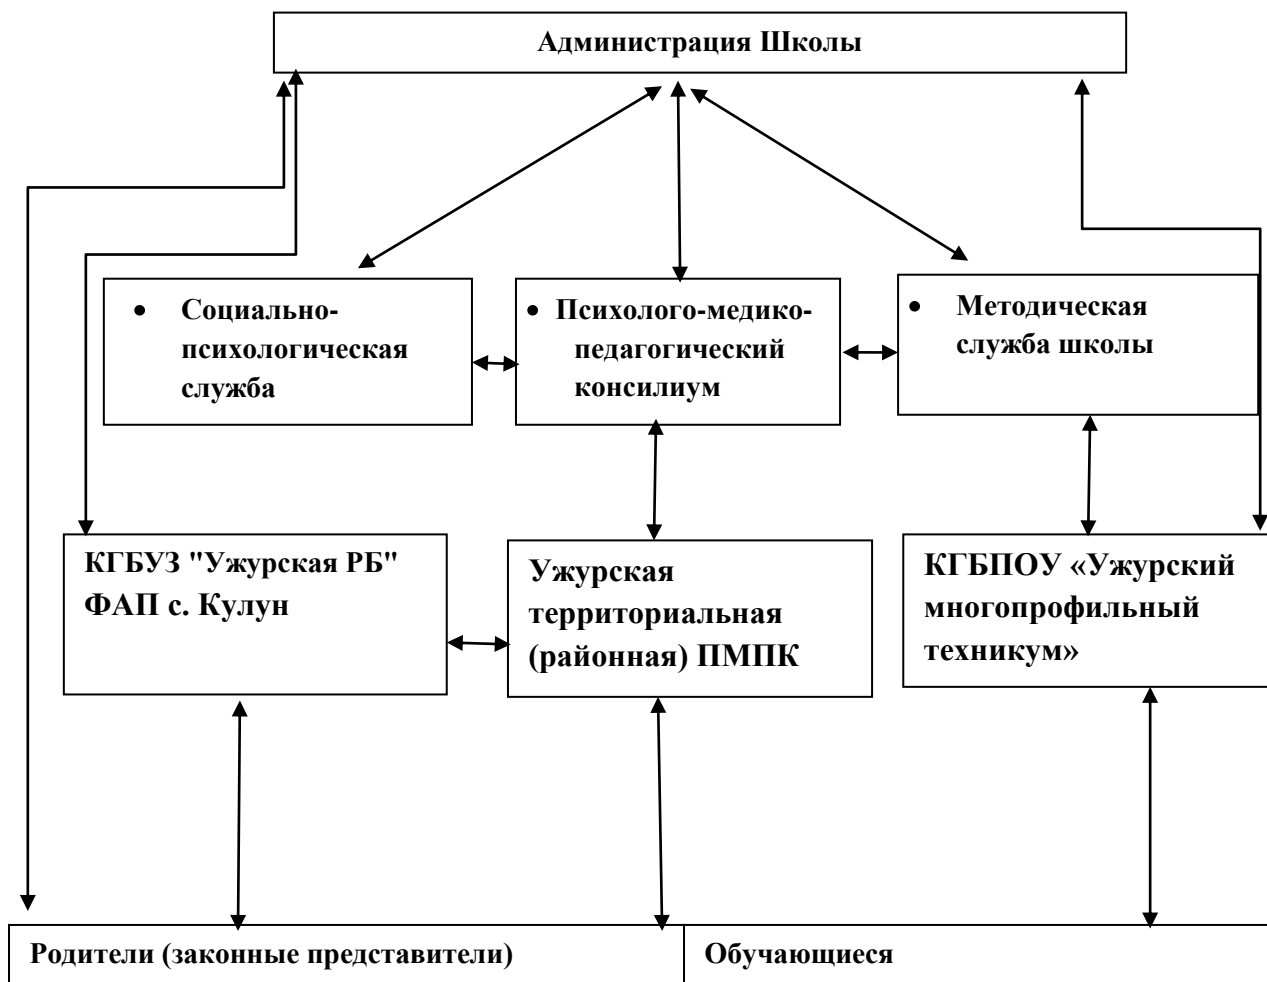 Администрация Школы
• Социально-
психологическая
служба
• Психолого-медико-
педагогический
консилиум
• Методическая
служба школы
КГБУЗ "Ужурская РБ"
ФАП с. Кулун
Ужурская
территориальная
(районная) ПМПК
КГБПОУ «Ужурский
многопрофильный
техникум»
Родители (законные представители)
Обучающиеся